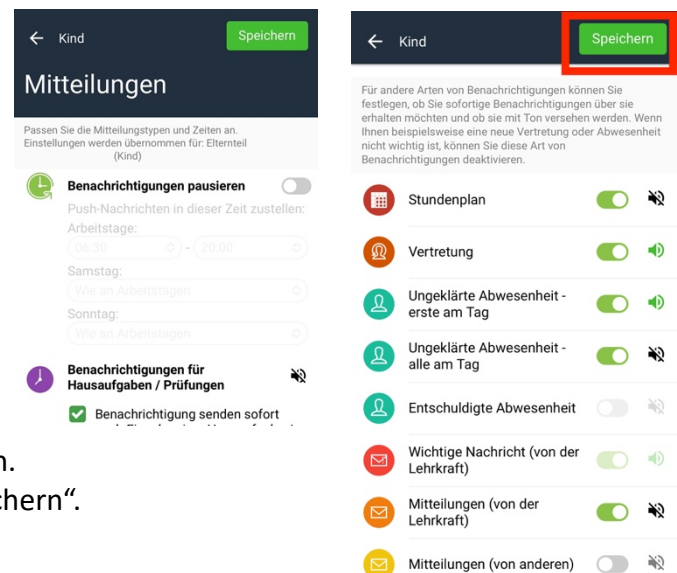 Kind
Speichern
Mitteilungen
Passen Sie die Mitteilungstypen und Zeiten an.
Einstellungen werden übernommen für: Elternteil
(Kind)
Benachrichtigungen pausieren
Push-Nachrichten in dieser Zeit zustellen:
Arbeitstage:
06:30 - 20:00
Samstag:
Wie an Arbeitstagen
Sonntag:
Wie an Arbeitstagen
Benachrichtigungen für
Hausaufgaben / Prüfungen
Benachrichtigung senden sofort
n.
chern“.
Kind
Speichern
Für andere Arten von Benachrichtigungen können Sie
festlegen, ob Sie sofortige Benachrichtigungen über sie
erhalten möchten und ob sie mit Ton versehen werden. Wenn
Ihnen beispielsweise eine neue Vertretung oder Abwesenheit
nicht wichtig ist, können Sie diese Art von
Benachrichtigungen deaktivieren.
Stundenplan
Vertretung
Ungeklärte Abwesenheit -
erste am Tag
Ungeklärte Abwesenheit -
alle am Tag
Entschuldigte Abwesenheit
Wichtige Nachricht (von der
Lehrkraft)
Mitteilungen (von der
Lehrkraft)
Mitteilungen (von anderen)